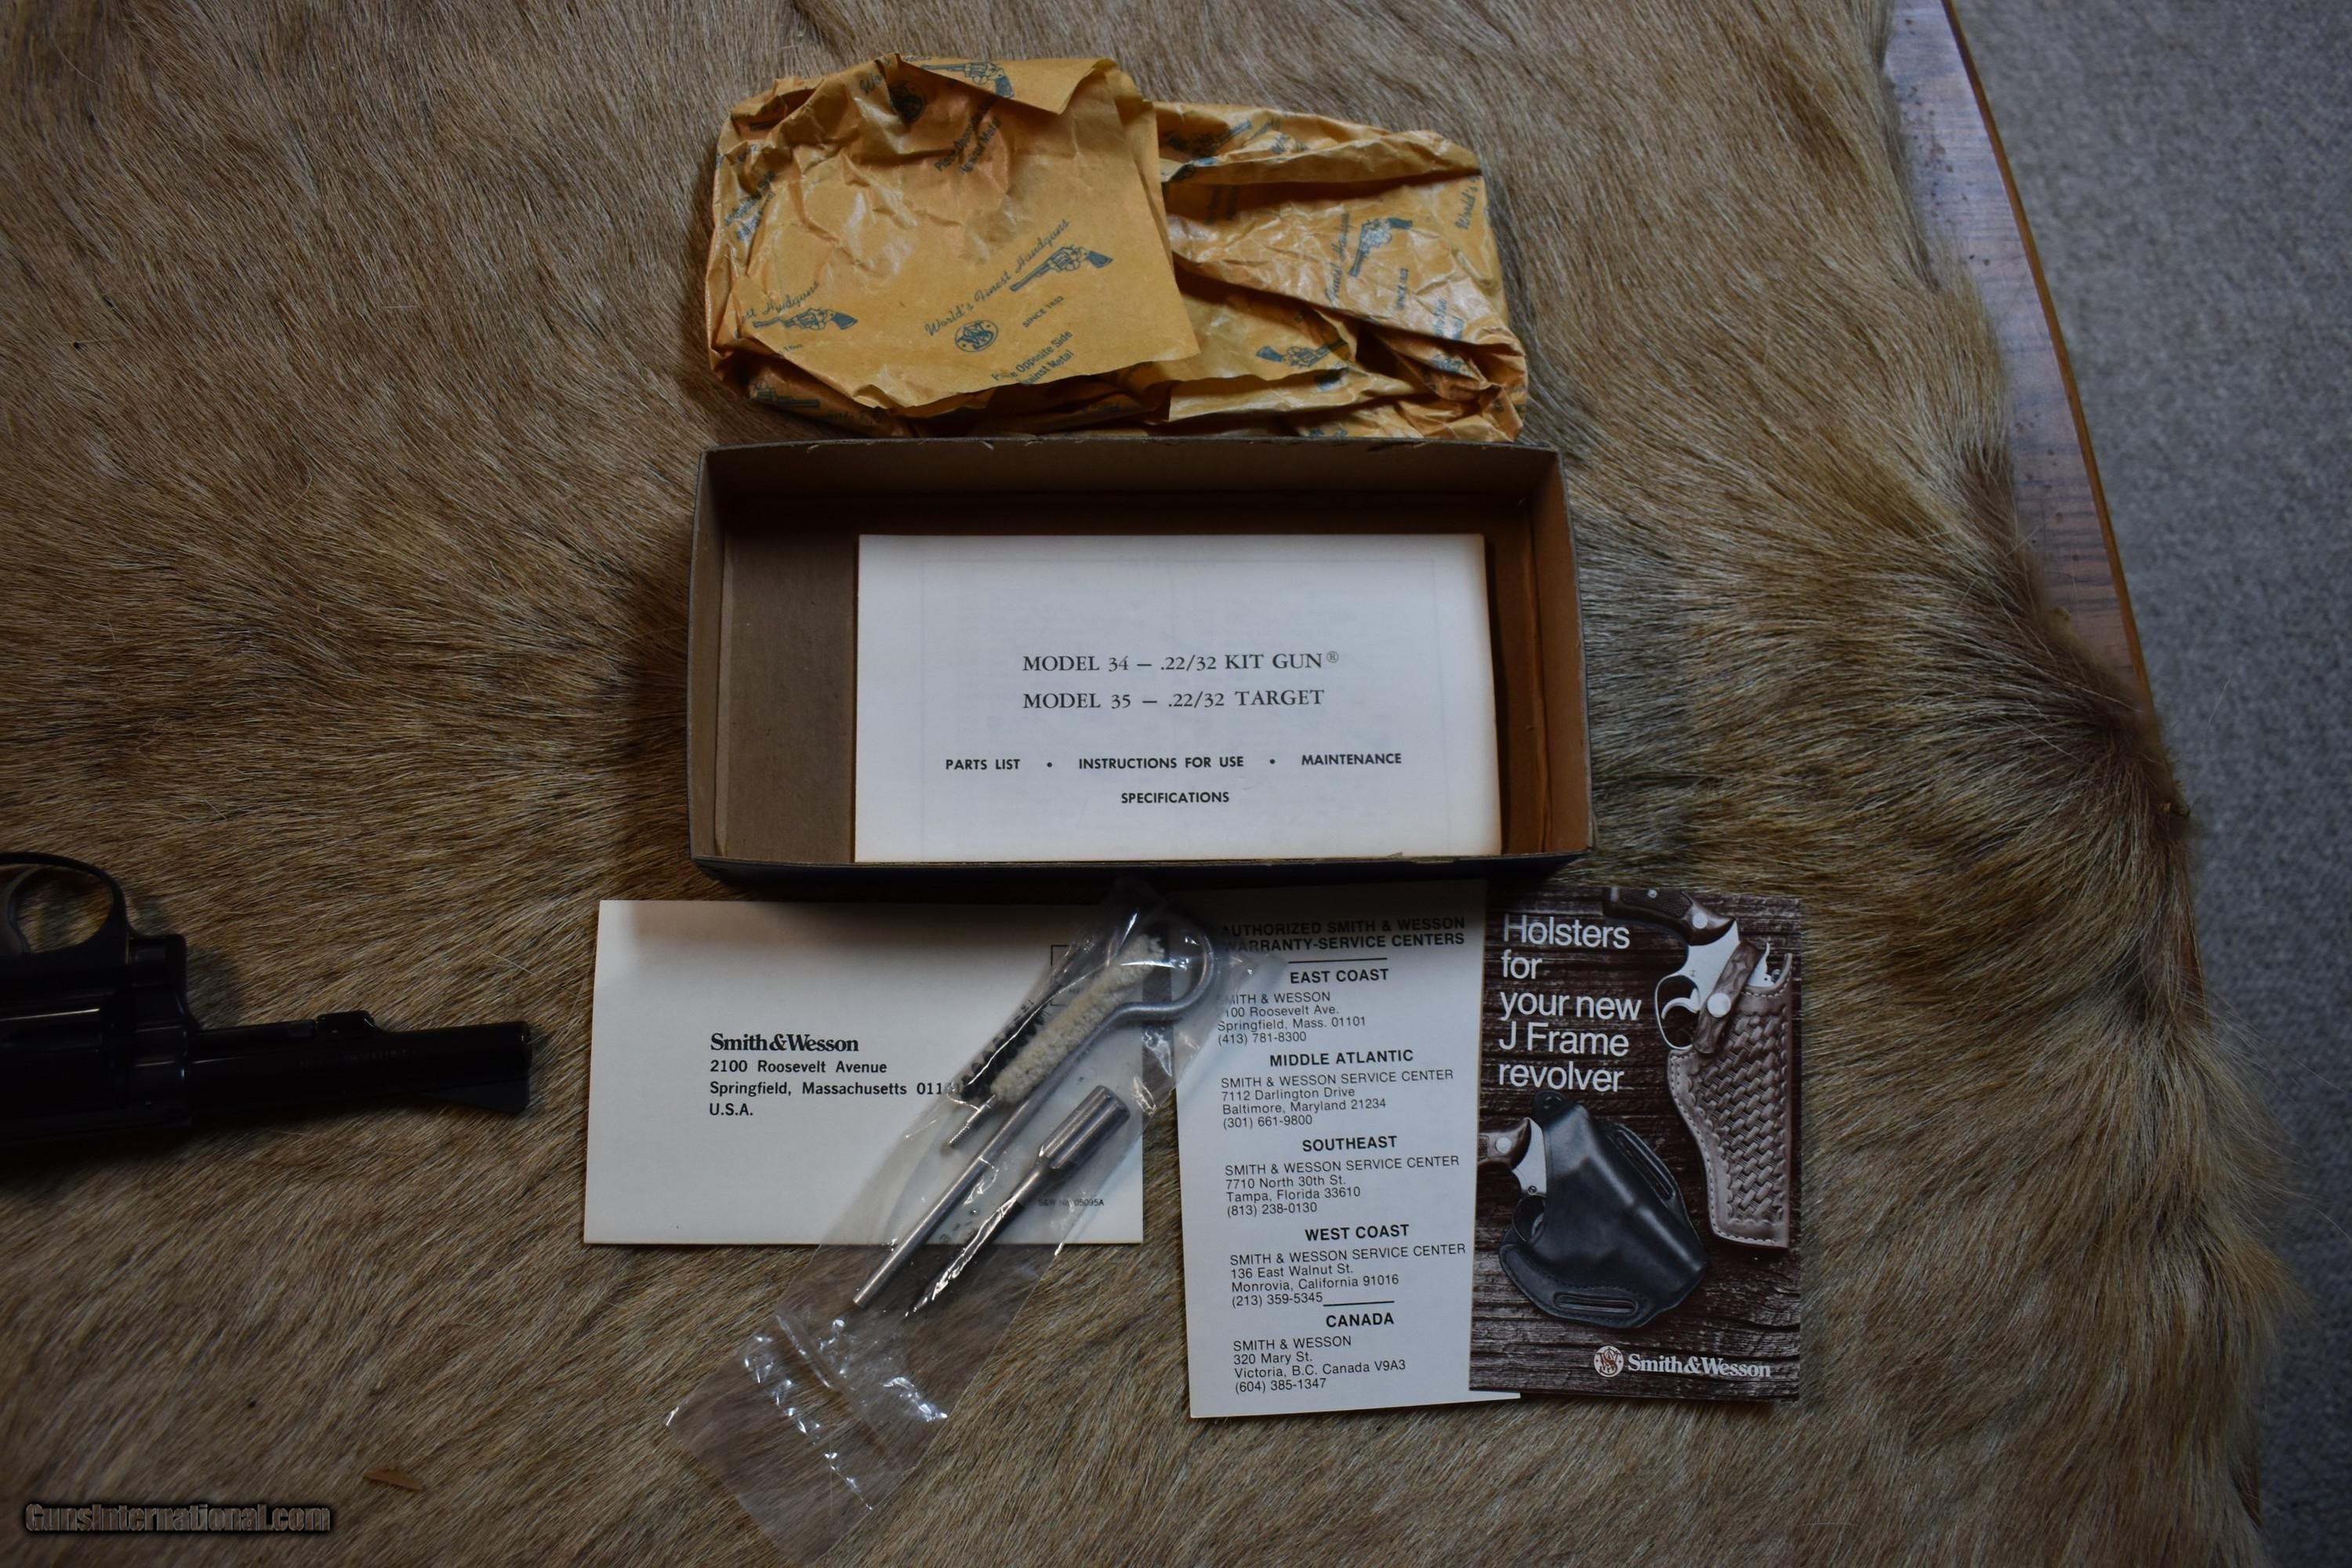 World's Finest Handguns
SINCE 1852
Opposite Side
Against Metal
MODEL 34 — .22/32 KIT GUN®
MODEL 35 — .22/32 TARGET
PARTS LIST • INSTRUCTIONS FOR USE • MAINTENANCE
SPECIFICATIONS
Smith & Wesson
2100 Roosevelt Avenue
Springfield, Massachusetts
U.S.A.
AUTHORIZED SMITH & WESSON
WARRANTY-SERVICE CENTERS
EAST COAST
SMITH & WESSON
2100 Roosevelt Ave.
Springfield, Mass. 01101
(413) 781-8300
MIDDLE ATLANTIC
SMITH & WESSON SERVICE CENTER
7112 Darlington Drive
Baltimore, Maryland 21234
(301) 661-9800
SOUTHEAST
SMITH & WESSON SERVICE CENTER
7710 North 30th St.
Tampa, Florida 33610
(813) 238-0130
WEST COAST
SMITH & WESSON SERVICE CENTER
136 East Walnut St.
Monrovia, California 91016
(213) 359-5345
CANADA
SMITH & WESSON
320 Mary St.
Victoria, B.C. Canada V9A3
(604) 385-1347
Holsters
for
your new
J Frame
revolver
Smith & Wesson
GunsInternational.com